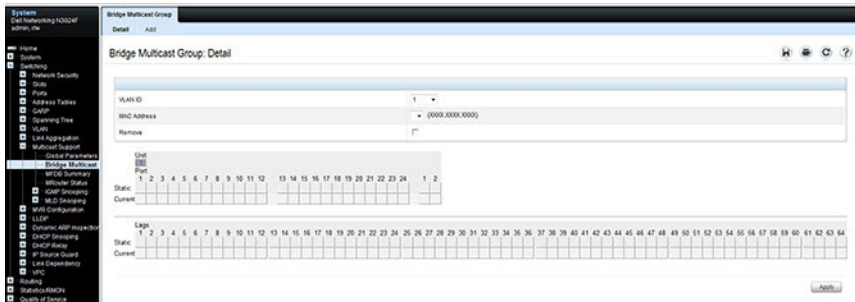 System
Dell Networking N3024F
admin, r/w
Home
System
Switching
Network Security
Slots
Ports
Address Tables
GARP
Spanning Tree
VLAN
Link Aggregation
Multicast Support
Global Parameters
Bridge Multicast
MFDB Summary
MRouter Status
IGMP Snooping
MLD Snooping
MVR Configuration
LLDP
Dynamic ARP Inspection
DHCP Snooping
DHCP Relay
IP Source Guard
Link Dependency
VPC
Routing
Statistics/RMON
Quality of Service
Bridge Multicast Group
Detail Add
Bridge Multicast Group: Detail
VLAN ID 1
MAC Address (XXXX.XXXX.XXXX)
Remove
Unit
Port
1 2 3 4 5 6 7 8 9 10 11 12 13 14 15 16 17 18 19 20 21 22 23 24 1 2
Static
Current
Lags
1 2 3 4 5 6 7 8 9 10 11 12 13 14 15 16 17 18 19 20 21 22 23 24 25 26 27 28 29 30 31 32 33 34 35 36 37 38 39 40 41 42 43 44 45 46 47 48 49 50 51 52 53 54 55 56 57 58 59 60 61 62 63 64
Static
Current
Apply